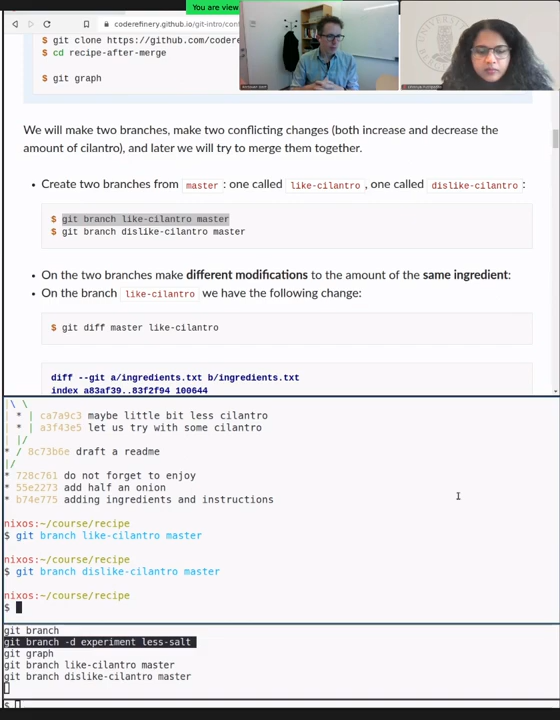 You are view
coderefinery.github.io/git-intro/conf
$ git clone https://github.com/codere
$ cd recipe-after-merge
$ git graph
We will make two branches, make two conflicting changes (both increase and decrease the
amount of cilantro), and later we will try to merge them together.
• Create two branches from master : one called like-cilantro , one called dislike-cilantro :
$ git branch like-cilantro master
$ git branch dislike-cilantro master
• On the two branches make different modifications to the amount of the same ingredient:
• On the branch like-cilantro we have the following change:
$ git diff master like-cilantro
diff --git a/ingredients.txt b/ingredients.txt
index a83af39..83f2f94 100644
|\ \
| * | ca7a9c3 maybe little bit less cilantro
| * | a3f43e5 let us try with some cilantro
| |/
* / 8c73b6e draft a readme
|/
* 728c761 do not forget to enjoy
* 55e2273 add half an onion
* b74e775 adding ingredients and instructions
nixos:~/course/recipe
$ git branch like-cilantro master
nixos:~/course/recipe
$ git branch dislike-cilantro master
nixos:~/course/recipe
$
git branch
git branch -d experiment less-salt
git graph
git branch like-cilantro master
git branch dislike-cilantro master
$